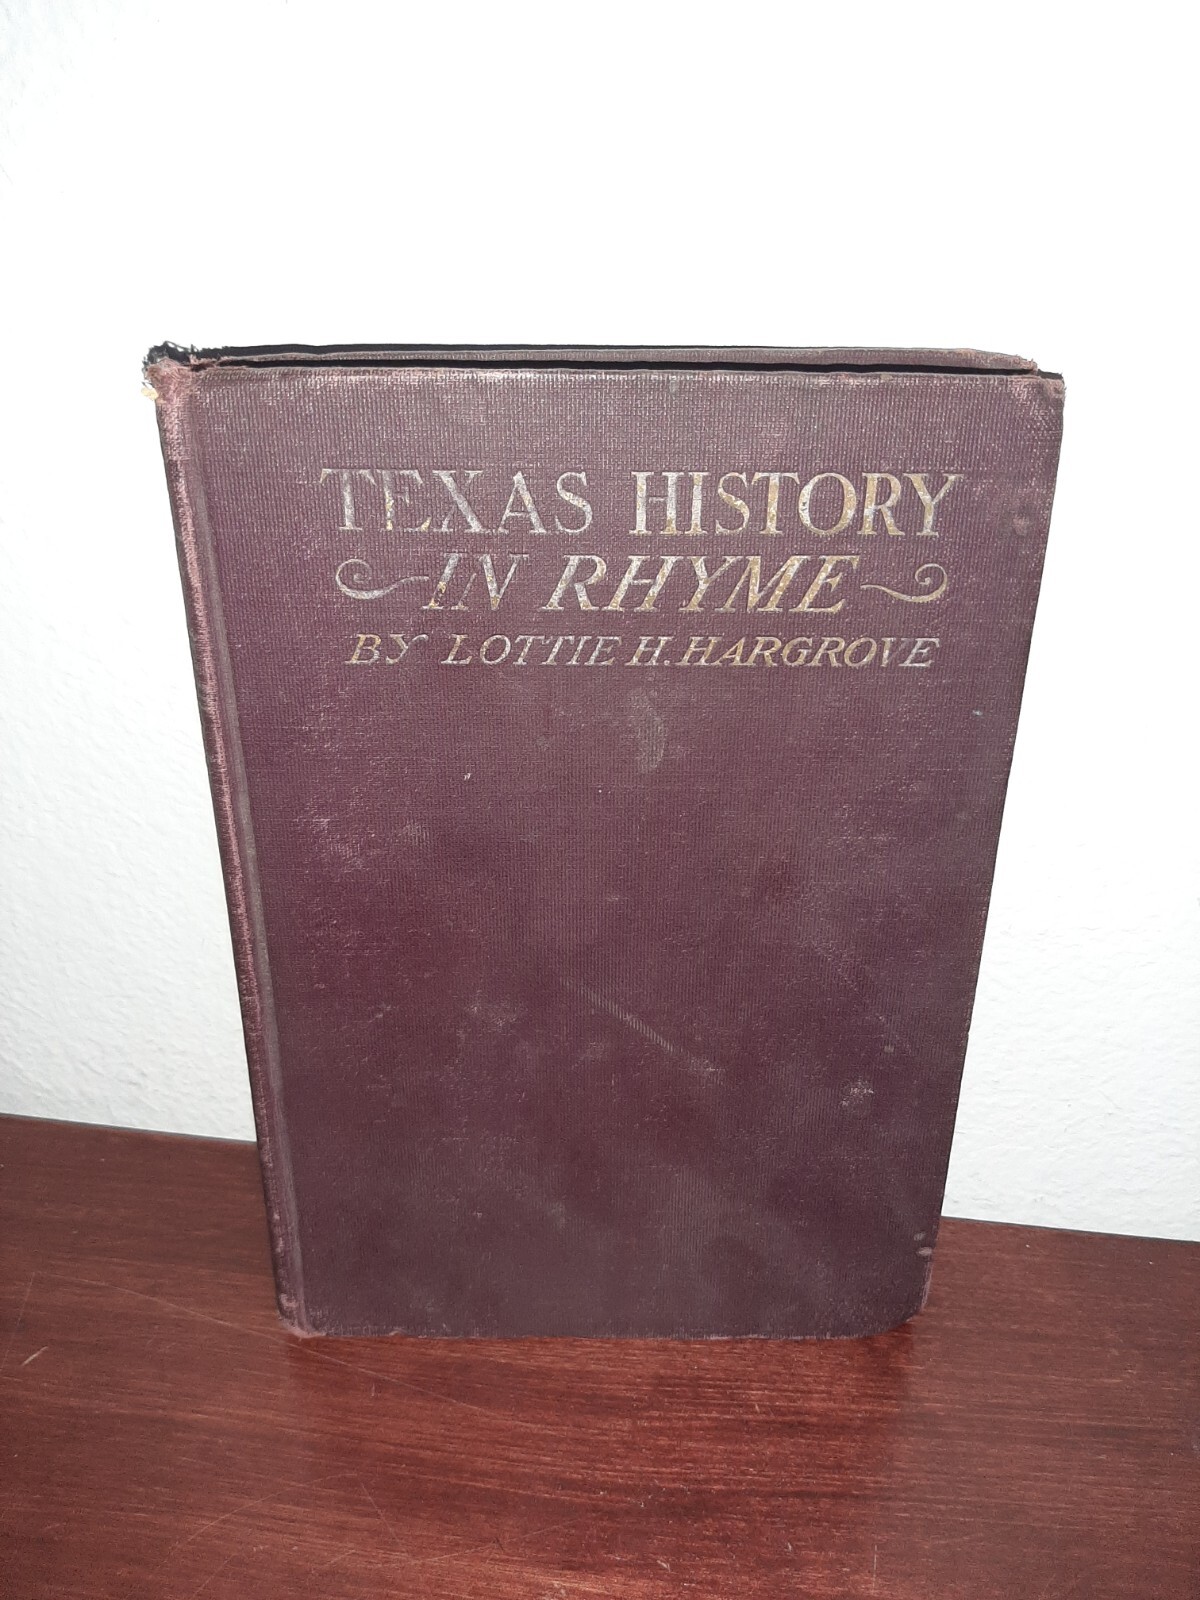 TEXAS HISTORY
IN RHYME
BY LOTTIE H. HARGROVE